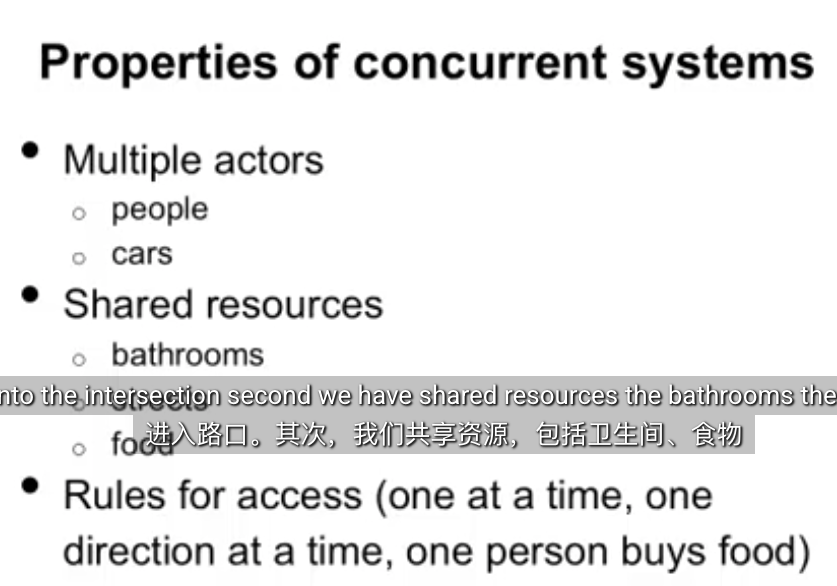 Properties of concurrent systems
Multiple actors
people
cars
Shared resources
bathrooms
nto the intersection second we have shared resources the bathrooms the
streets
进入路口。其次，我们共享资源，包括卫生间、食物
food
Rules for access (one at a time, one
direction at a time, one person buys food)